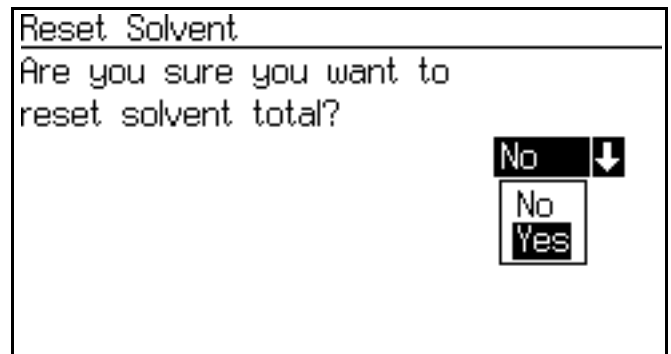 Reset Solvent
Are you sure you want to
reset solvent total?
No
No
Yes